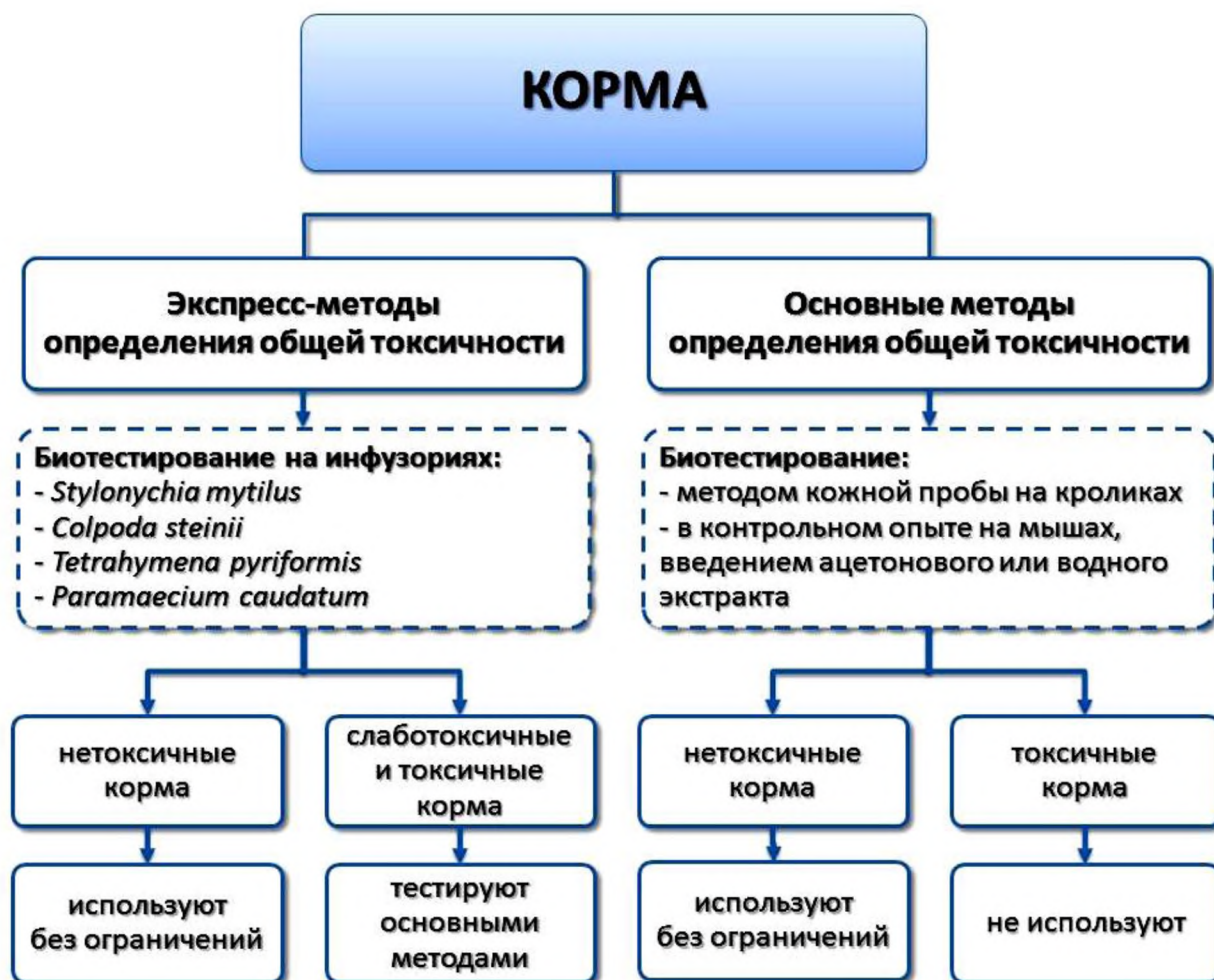 КОРМА
Экспресс-методы
определения общей токсичности
Основные методы
определения общей токсичности
Биотестирование на инфузориях:
- Stylonychia mytilus
- Colpoda steinii
- Tetrahymena pyriformis
- Paramaecium caudatum
Биотестирование:
- методом кожной пробы на кроликах
- в контрольном опыте на мышах,
введением ацетонового или водного
экстракта
нетоксичные
корма
слаботоксичные
и токсичные
корма
нетоксичные
корма
токсичные
корма
используют
без ограничений
тестируют
основными
методами
используют
без ограничений
не используют